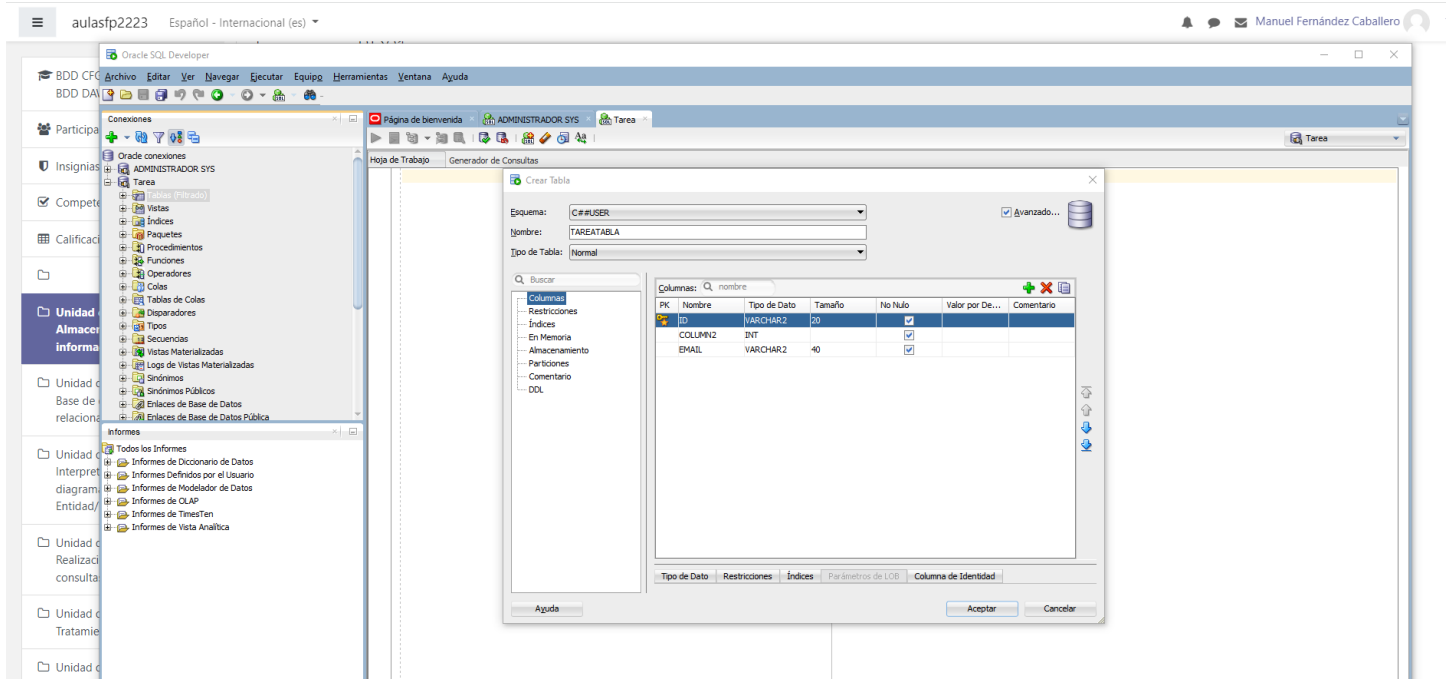 aulasfp2223 Español - Internacional (es)
Manuel Fernández Caballero
BDD CFG
BDD DAW
Participa
Insignias
Compete
Calificaci
Unidad
Almacen
informa
Unidad d
Base de
relaciona
Unidad d
Interpret
diagrama
Entidad/
Unidad d
Realizaci
consulta
Unidad d
Tratamie
Unidad d
Oracle SQL Developer
Archivo Editar Ver Navegar Ejecutar Equipo Herramientas Ventana Ayuda
Conexiones
Oracle conexiones
ADMINISTRADOR SYS
Tarea
Tablas (Filtrado)
Vistas
Índices
Paquetes
Procedimientos
Funciones
Operadores
Colas
Tablas de Colas
Disparadores
Tipos
Secuencias
Vistas Materializadas
Logs de Vistas Materializadas
Sinónimos
Sinónimos Públicos
Enlaces de Base de Datos
Enlaces de Base de Datos Pública
Informes
Todos los Informes
Informes de Diccionario de Datos
Informes Definidos por el Usuario
Informes de Modelador de Datos
Informes de OLAP
Informes de TimesTen
Informes de Vista Analítica
Página de bienvenida ADMINISTRADOR SYS Tarea
Tarea
Hoja de Trabajo Generador de Consultas
Crear Tabla
Esquema: C##USER Avanzado...
Nombre: TAREATABLA
Tipo de Tabla: Normal
Buscar
Columnas
Restricciones
Índices
En Memoria
Almacenamiento
Particiones
Comentario
DDL
Columnas: nombre
PK Nombre Tipo de Dato Tamaño No Nulo Valor por De... Comentario
ID VARCHAR2 20
COLUMN2 INT
EMAIL VARCHAR2 40
Tipo de Dato Restricciones Índices Parámetros de LOB Columna de Identidad
Ayuda Aceptar Cancelar